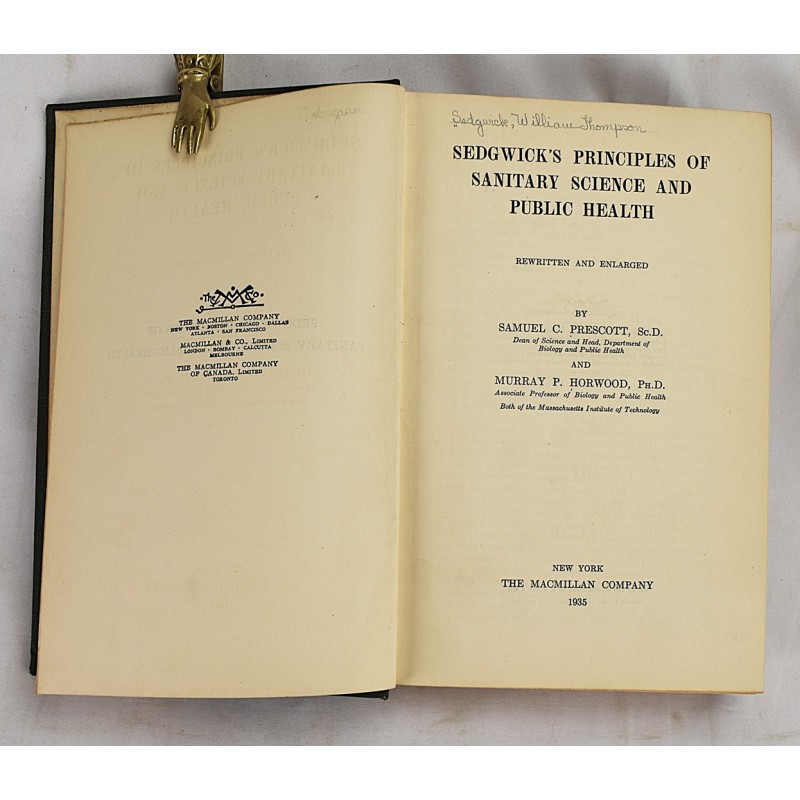 The M Co.
THE MACMILLAN COMPANY
NEW YORK · BOSTON · CHICAGO · DALLAS
ATLANTA · SAN FRANCISCO
MACMILLAN & CO., LIMITED
LONDON · BOMBAY · CALCUTTA
MELBOURNE
THE MACMILLAN COMPANY
OF CANADA, LIMITED
TORONTO
Sedgwick, William Thompson
SEDGWICK'S PRINCIPLES OF
SANITARY SCIENCE AND
PUBLIC HEALTH
REWRITTEN AND ENLARGED
BY
SAMUEL C. PRESCOTT, Sc.D.
Dean of Science and Head, Department of
Biology and Public Health
AND
MURRAY P. HORWOOD, Ph.D.
Associate Professor of Biology and Public Health
Both of the Massachusetts Institute of Technology
NEW YORK
THE MACMILLAN COMPANY
1935